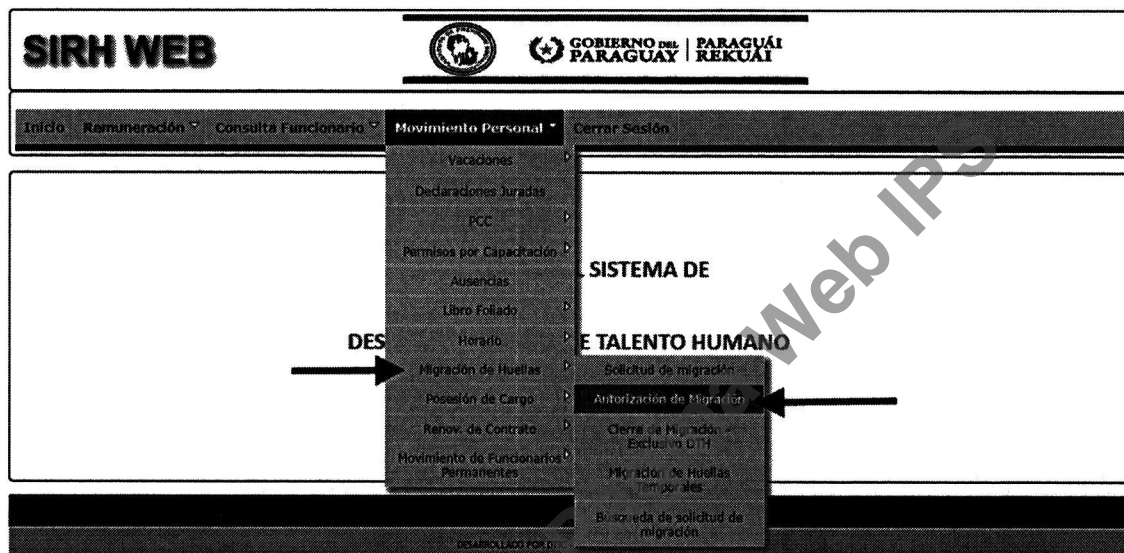 SIRH WEB
GOBIERNO DEL PARAGUAY | PARAGUÁI REKUÁI
Inicio Remuneración Consulta Funcionario Movimiento Personal Cerrar Sesión
Vacaciones
Declaraciones Juradas
PCC
Permisos por Capacitación
Ausencias
Libro Foliado
Horario
Migración de Huellas
Posesión de Cargo
Renov. de Contrato
Movimiento de Funcionarios
Permanentes
Solicitud de migración
Autorización de Migración
Cierre de Migración -
Exclusivo DTH
Migración de Huellas
Temporales
Busqueda de solicitud de
migración
L SISTEMA DE
DES E TALENTO HUMANO
Web IPS
DESARROLLADO POR